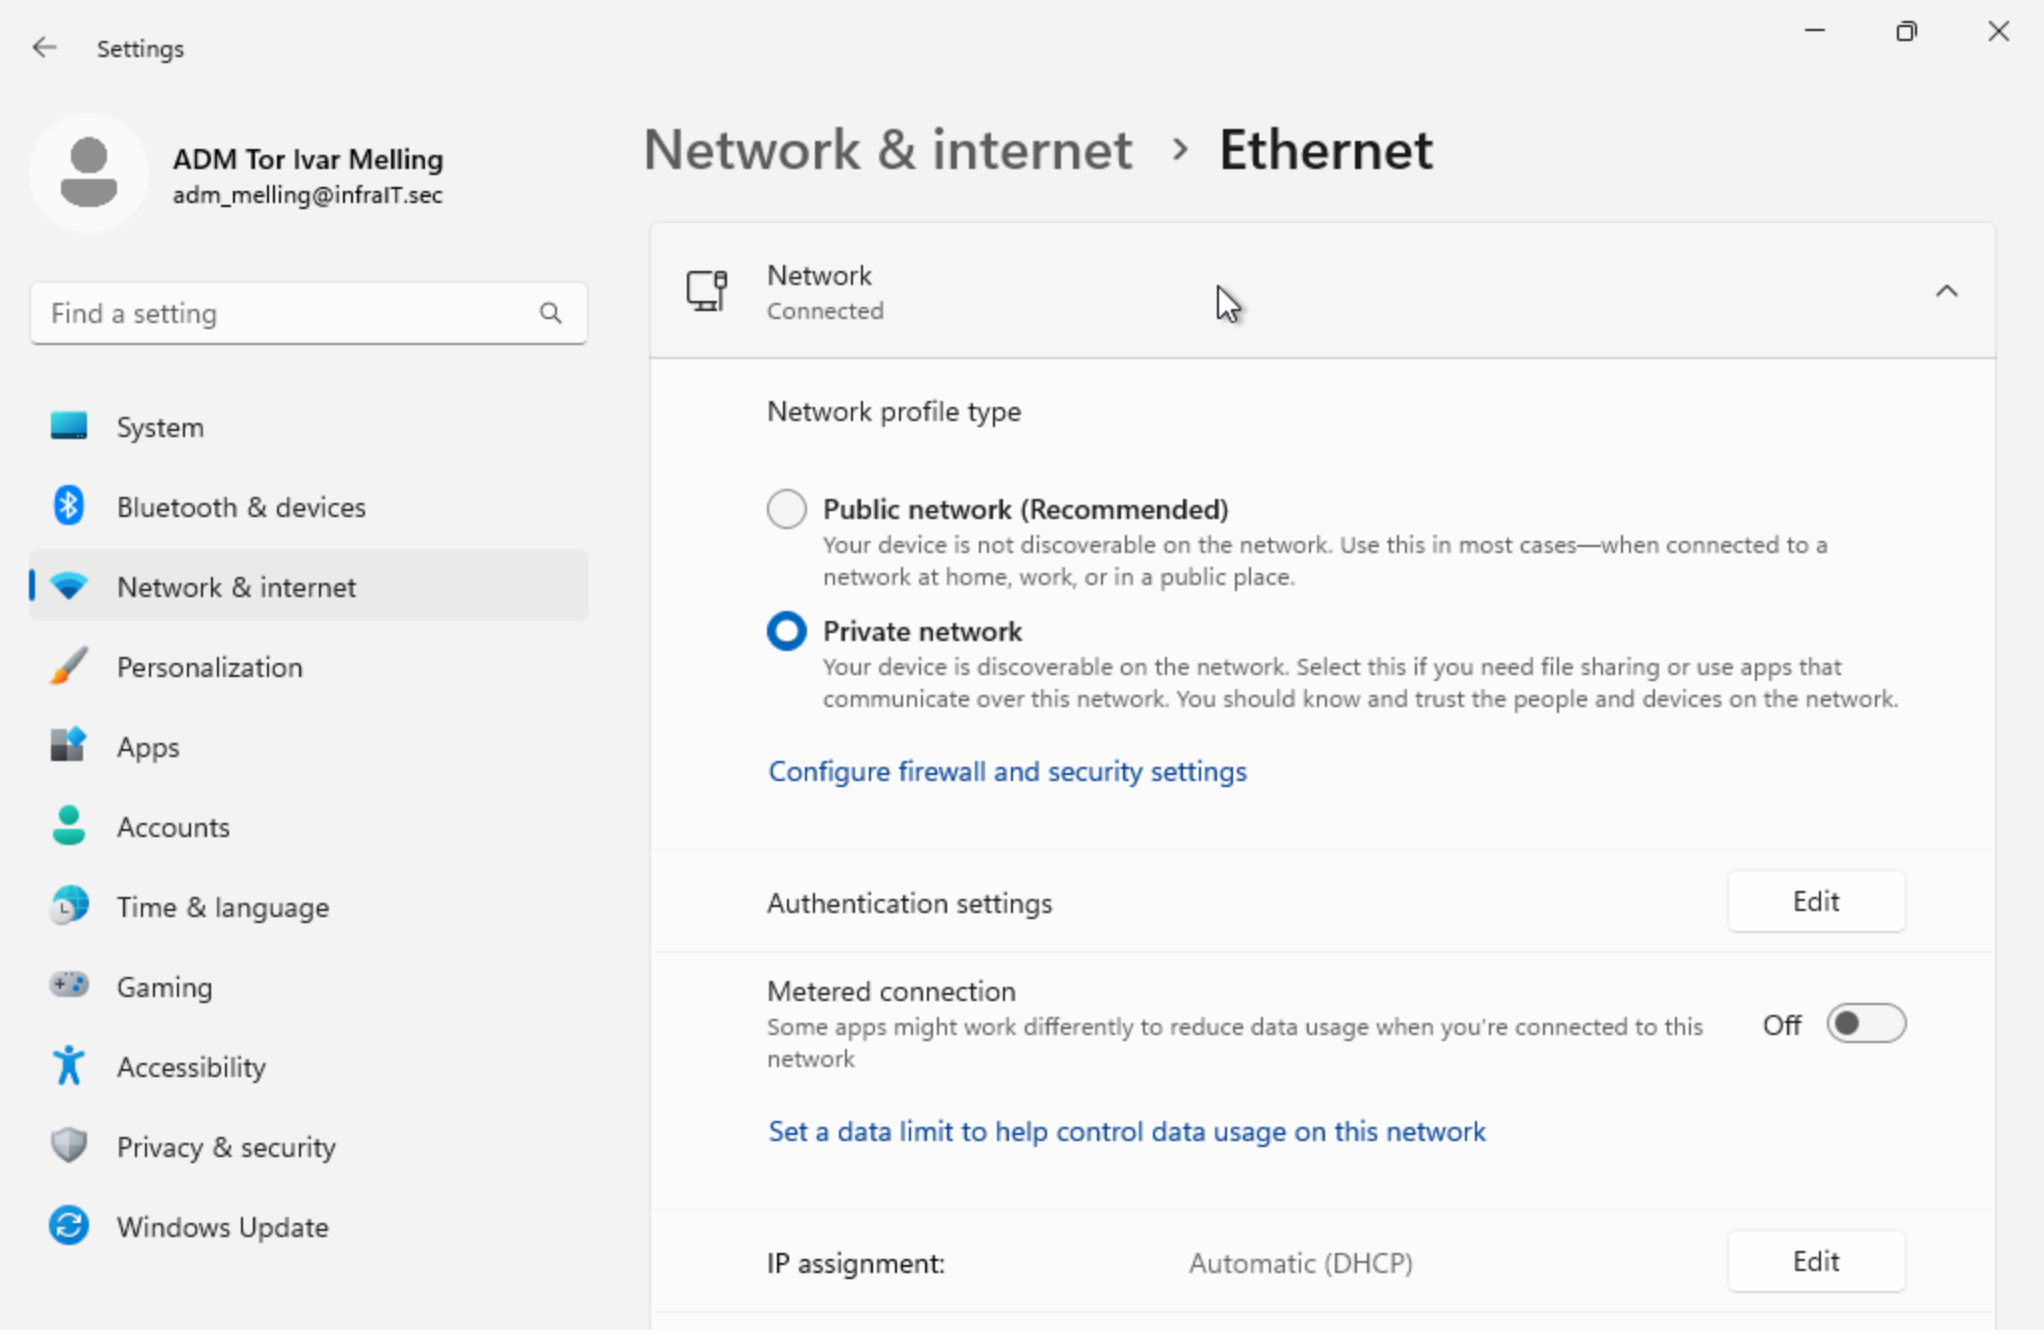 Settings
ADM Tor Ivar Melling
adm_melling@infraIT.sec
Find a setting
System
Bluetooth & devices
Network & internet
Personalization
Apps
Accounts
Time & language
Gaming
Accessibility
Privacy & security
Windows Update
Network & internet > Ethernet
Network
Connected
Network profile type
Public network (Recommended)
Your device is not discoverable on the network. Use this in most cases—when connected to a
network at home, work, or in a public place.
Private network
Your device is discoverable on the network. Select this if you need file sharing or use apps that
communicate over this network. You should know and trust the people and devices on the network.
Configure firewall and security settings
Authentication settings
Edit
Metered connection
Some apps might work differently to reduce data usage when you're connected to this
network
Off
Set a data limit to help control data usage on this network
IP assignment:
Automatic (DHCP)
Edit